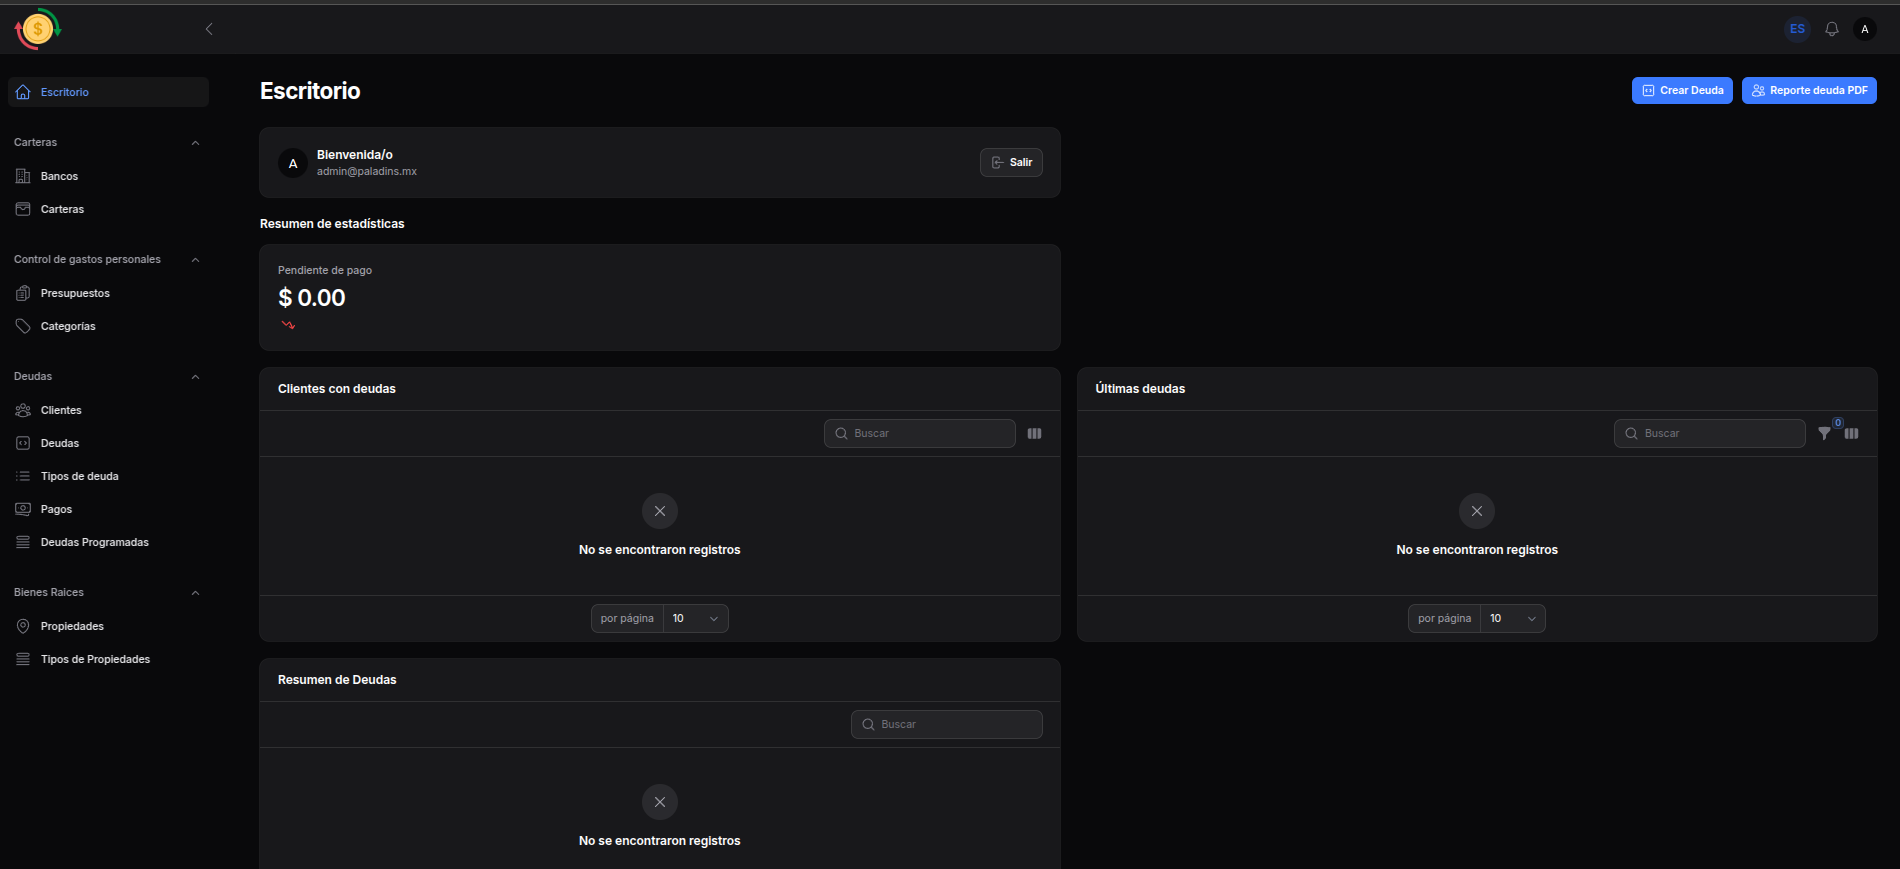 $
ES
A
Escritorio
Carteras
Bancos
Carteras
Control de gastos personales
Presupuestos
Categorías
Deudas
Clientes
Deudas
Tipos de deuda
Pagos
Deudas Programadas
Bienes Raices
Propiedades
Tipos de Propiedades
Escritorio
Crear Deuda
Reporte deuda PDF
A
Bienvenida/o
admin@paladins.mx
Salir
Resumen de estadísticas
Pendiente de pago
$ 0.00
Clientes con deudas
Buscar
No se encontraron registros
por página 10
Últimas deudas
Buscar
0
No se encontraron registros
por página 10
Resumen de Deudas
Buscar
No se encontraron registros